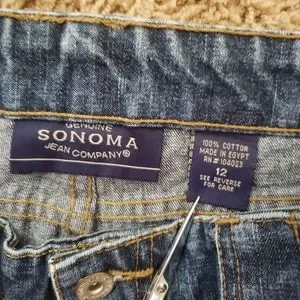 GENUINE
SONOMA
JEAN COMPANY®
100% COTTON
MADE IN EGYPT
RN# 104023
12
SEE REVERSE
FOR CARE